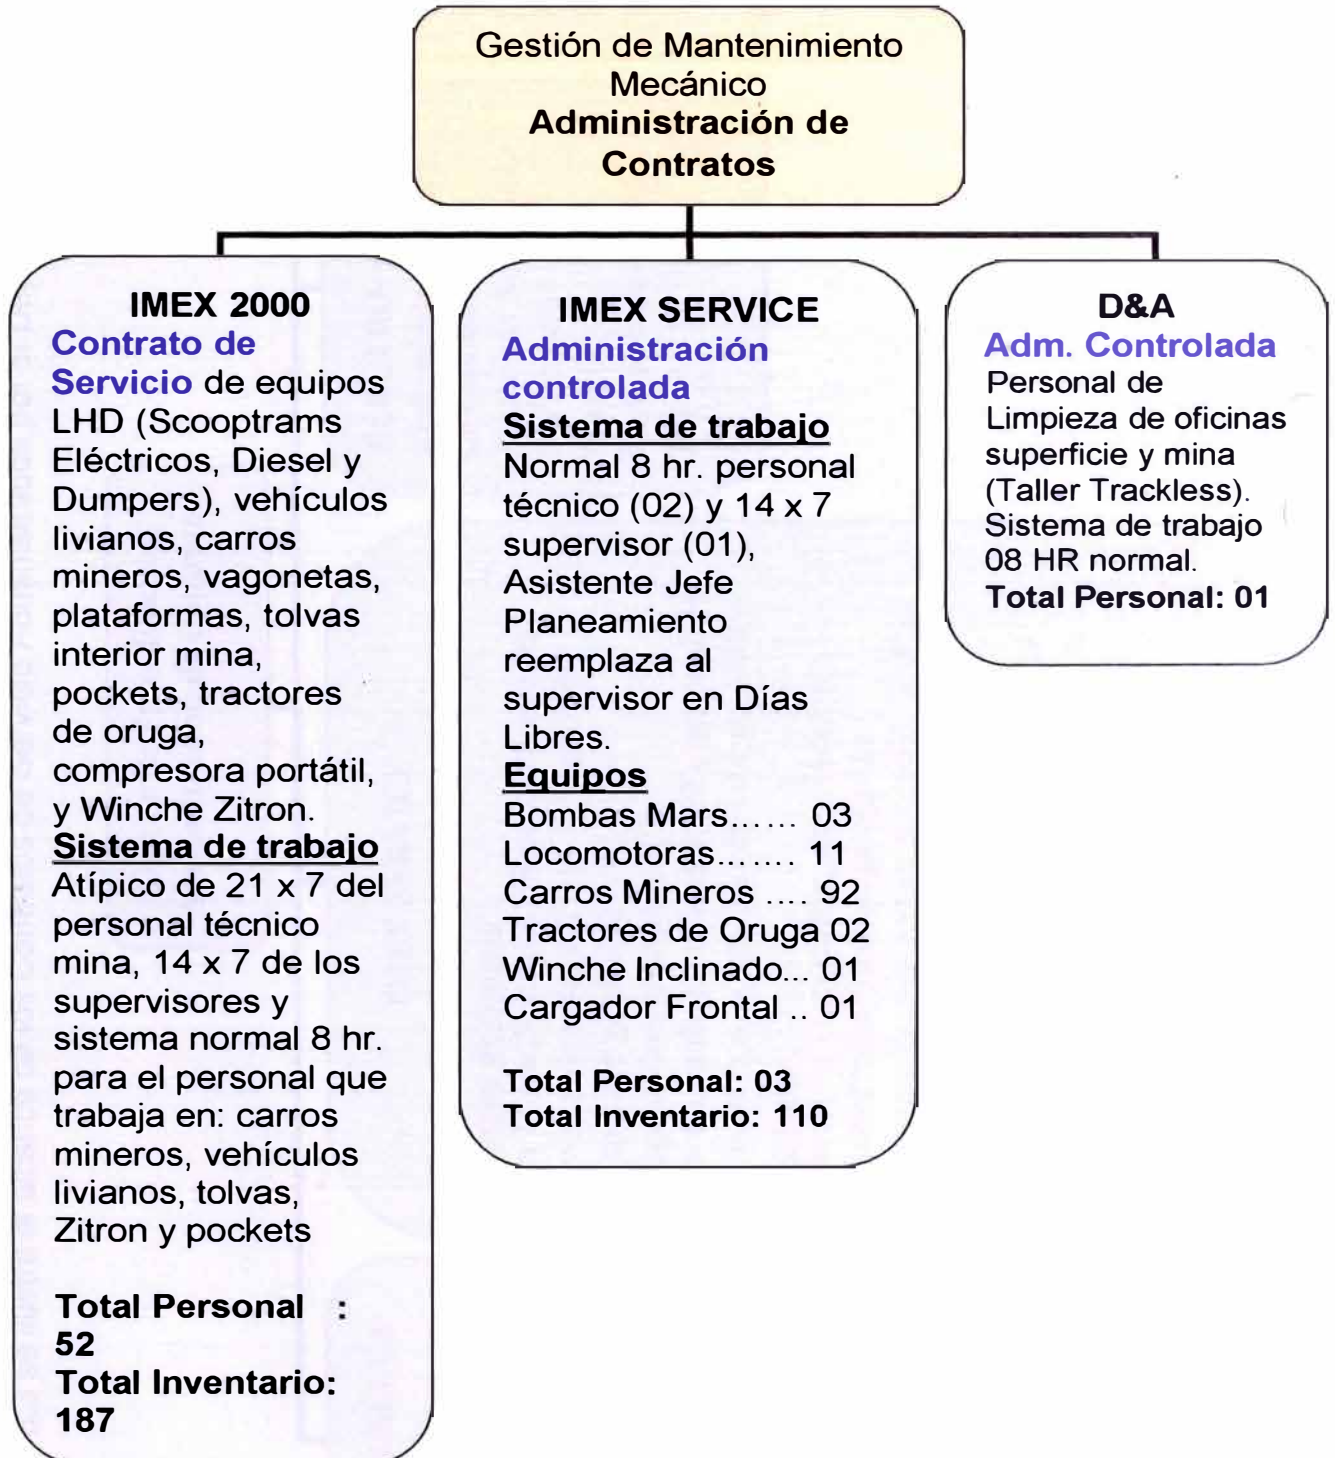 Gestión de Mantenimiento
Mecánico
Administración de
Contratos
IMEX 2000
Contrato de
Servicio de equipos
LHD (Scooptrams
Eléctricos, Diesel y
Dumpers), vehículos
livianos, carros
mineros, vagonetas,
plataformas, tolvas
interior mina,
pockets, tractores
de oruga,
compresora portátil,
y Winche Zitron.
Sistema de trabajo
Atípico de 21 x 7 del
personal técnico
mina, 14 x 7 de los
supervisores y
sistema normal 8 hr.
para el personal que
trabaja en: carros
mineros, vehículos
livianos, tolvas,
Zitron y pockets
Total Personal :
52
Total Inventario:
187
IMEX SERVICE
Administración
controlada
Sistema de trabajo
Normal 8 hr. personal
técnico (02) y 14 x 7
supervisor (01),
Asistente Jefe
Planeamiento
reemplaza al
supervisor en Días
Libres.
Equipos
Bombas Mars...... 03
Locomotoras....... 11
Carros Mineros .... 92
Tractores de Oruga 02
Winche Inclinado... 01
Cargador Frontal .. 01
Total Personal: 03
Total Inventario: 110
D&A
Adm. Controlada
Personal de
Limpieza de oficinas
superficie y mina
(Taller Trackless).
Sistema de trabajo
08 HR normal.
Total Personal: 01